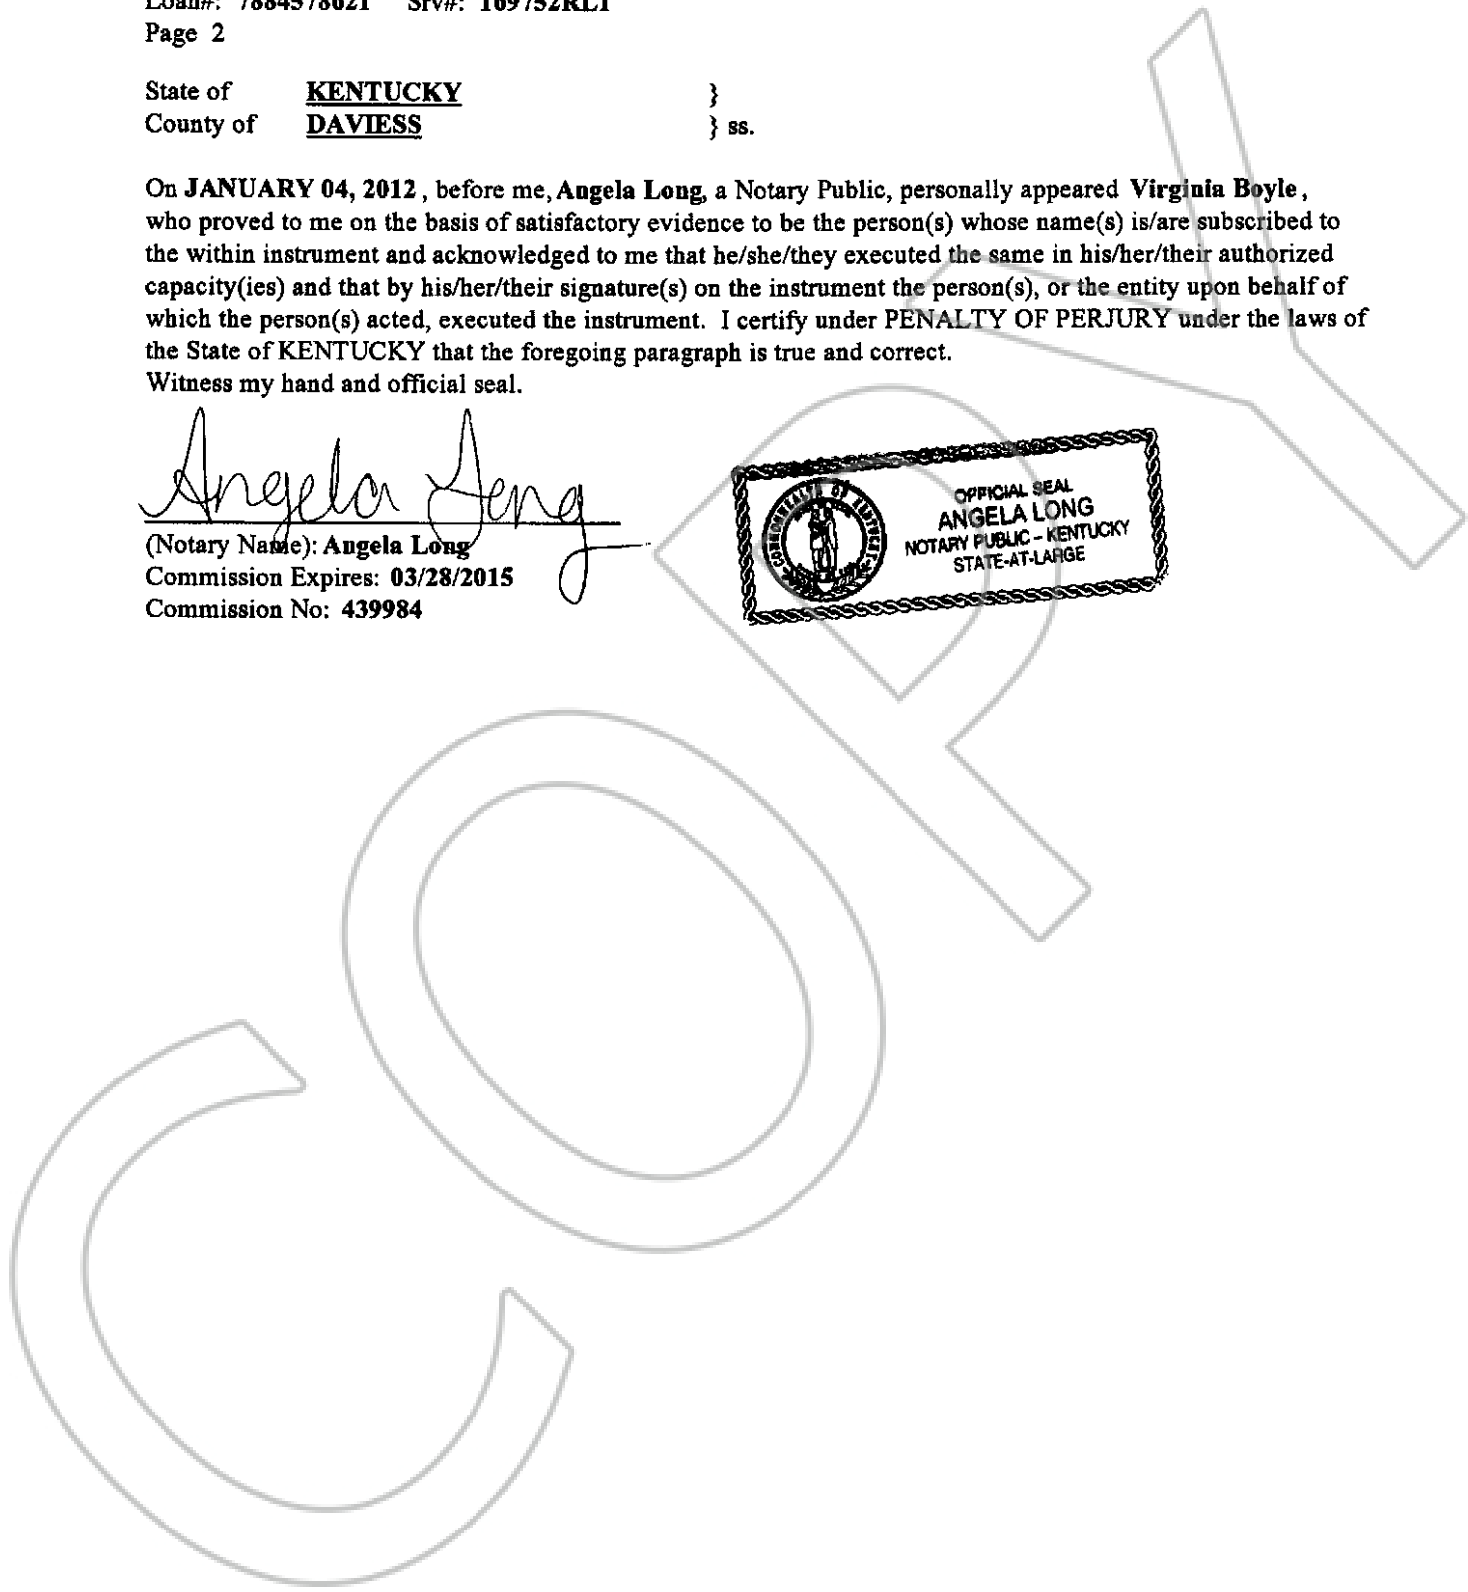 Loan#: 7884578021 Srv#: 169752RL1
Page 2
State of KENTUCKY }
County of DAVIESS } ss.
On JANUARY 04, 2012 , before me, Angela Long, a Notary Public, personally appeared Virginia Boyle ,
who proved to me on the basis of satisfactory evidence to be the person(s) whose name(s) is/are subscribed to
the within instrument and acknowledged to me that he/she/they executed the same in his/her/their authorized
capacity(ies) and that by his/her/their signature(s) on the instrument the person(s), or the entity upon behalf of
which the person(s) acted, executed the instrument. I certify under PENALTY OF PERJURY under the laws of
the State of KENTUCKY that the foregoing paragraph is true and correct.
Witness my hand and official seal.
Angela Long
(Notary Name): Angela Long
Commission Expires: 03/28/2015
Commission No: 439984
COMMONWEALTH OF KENTUCKY
OFFICIAL SEAL
ANGELA LONG
NOTARY PUBLIC – KENTUCKY
STATE-AT-LARGE
COPY